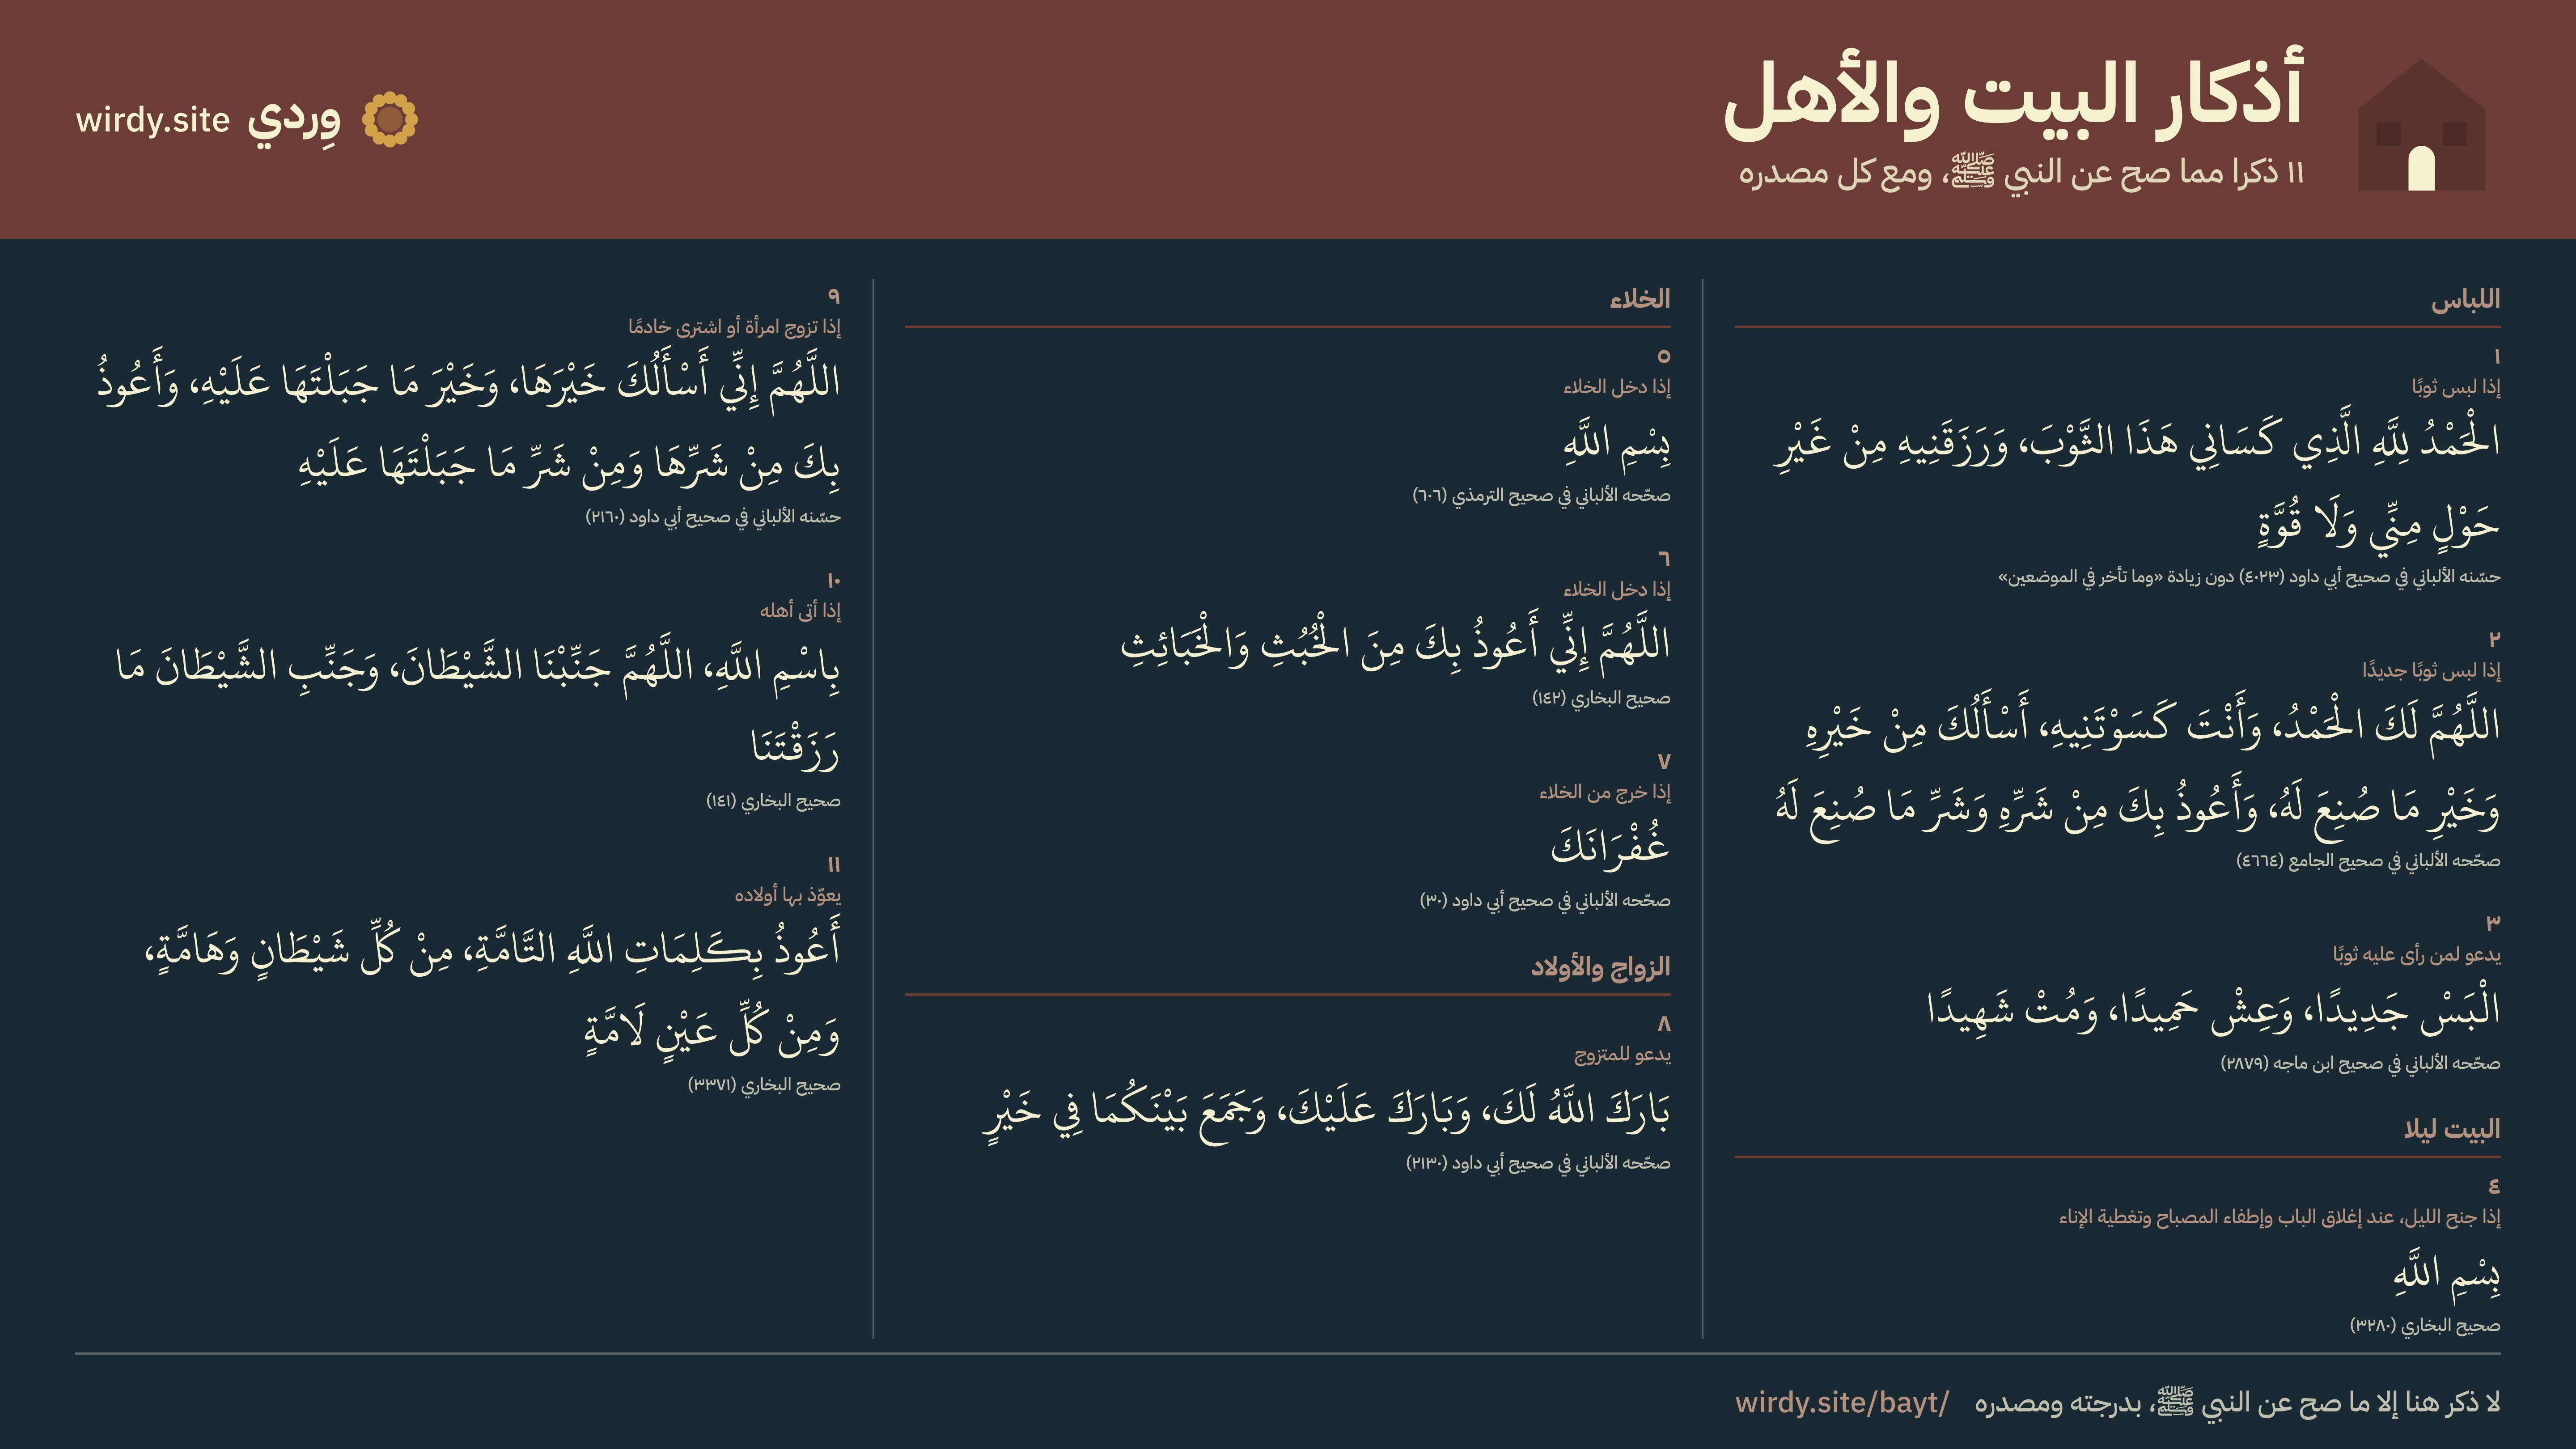 أذكار البيت والأهل
١١ ذكرا مما صح عن النبي ﷺ، ومع كل مصدره
وِردي wirdy.site
اللباس
١
إذا لبس ثوبًا
الْحَمْدُ لِلَّهِ الَّذِي كَسَانِي هَذَا الثَّوْبَ، وَرَزَقَنِيهِ مِنْ غَيْرِ
حَوْلٍ مِنِّي وَلَا قُوَّةٍ
حسّنه الألباني في صحيح أبي داود (٤٠٢٣) دون زيادة «وما تأخر في الموضعين»
٢
إذا لبس ثوبًا جديدًا
اللَّهُمَّ لَكَ الْحَمْدُ، وَأَنْتَ كَسَوْتَنِيهِ، أَسْأَلُكَ مِنْ خَيْرِهِ
وَخَيْرِ مَا صُنِعَ لَهُ، وَأَعُوذُ بِكَ مِنْ شَرِّهِ وَشَرِّ مَا صُنِعَ لَهُ
صحّحه الألباني في صحيح الجامع (٤٦٦٤)
٣
يدعو لمن رأى عليه ثوبًا
الْبَسْ جَدِيدًا، وَعِشْ حَمِيدًا، وَمُتْ شَهِيدًا
صحّحه الألباني في صحيح ابن ماجه (٢٨٧٩)
البيت ليلا
٤
إذا جنح الليل، عند إغلاق الباب وإطفاء المصباح وتغطية الإناء
بِسْمِ اللَّهِ
صحيح البخاري (٣٢٨٠)
الخلاء
٥
إذا دخل الخلاء
بِسْمِ اللَّهِ
صحّحه الألباني في صحيح الترمذي (٦٠٦)
٦
إذا دخل الخلاء
اللَّهُمَّ إِنِّي أَعُوذُ بِكَ مِنَ الْخُبُثِ وَالْخَبَائِثِ
صحيح البخاري (١٤٢)
٧
إذا خرج من الخلاء
غُفْرَانَكَ
صحّحه الألباني في صحيح أبي داود (٣٠)
الزواج والأولاد
٨
يدعو للمتزوج
بَارَكَ اللَّهُ لَكَ، وَبَارَكَ عَلَيْكَ، وَجَمَعَ بَيْنَكُمَا فِي خَيْرٍ
صحّحه الألباني في صحيح أبي داود (٢١٣٠)
٩
إذا تزوج امرأة أو اشترى خادمًا
اللَّهُمَّ إِنِّي أَسْأَلُكَ خَيْرَهَا، وَخَيْرَ مَا جَبَلْتَهَا عَلَيْهِ، وَأَعُوذُ
بِكَ مِنْ شَرِّهَا وَمِنْ شَرِّ مَا جَبَلْتَهَا عَلَيْهِ
حسّنه الألباني في صحيح أبي داود (٢١٦٠)
١٠
إذا أتى أهله
بِاسْمِ اللَّهِ، اللَّهُمَّ جَنِّبْنَا الشَّيْطَانَ، وَجَنِّبِ الشَّيْطَانَ مَا
رَزَقْتَنَا
صحيح البخاري (١٤١)
١١
يعوّذ بها أولاده
أَعُوذُ بِكَلِمَاتِ اللَّهِ التَّامَّةِ، مِنْ كُلِّ شَيْطَانٍ وَهَامَّةٍ،
وَمِنْ كُلِّ عَيْنٍ لَامَّةٍ
صحيح البخاري (٣٣٧١)
لا ذكر هنا إلا ما صح عن النبي ﷺ، بدرجته ومصدره wirdy.site/bayt/